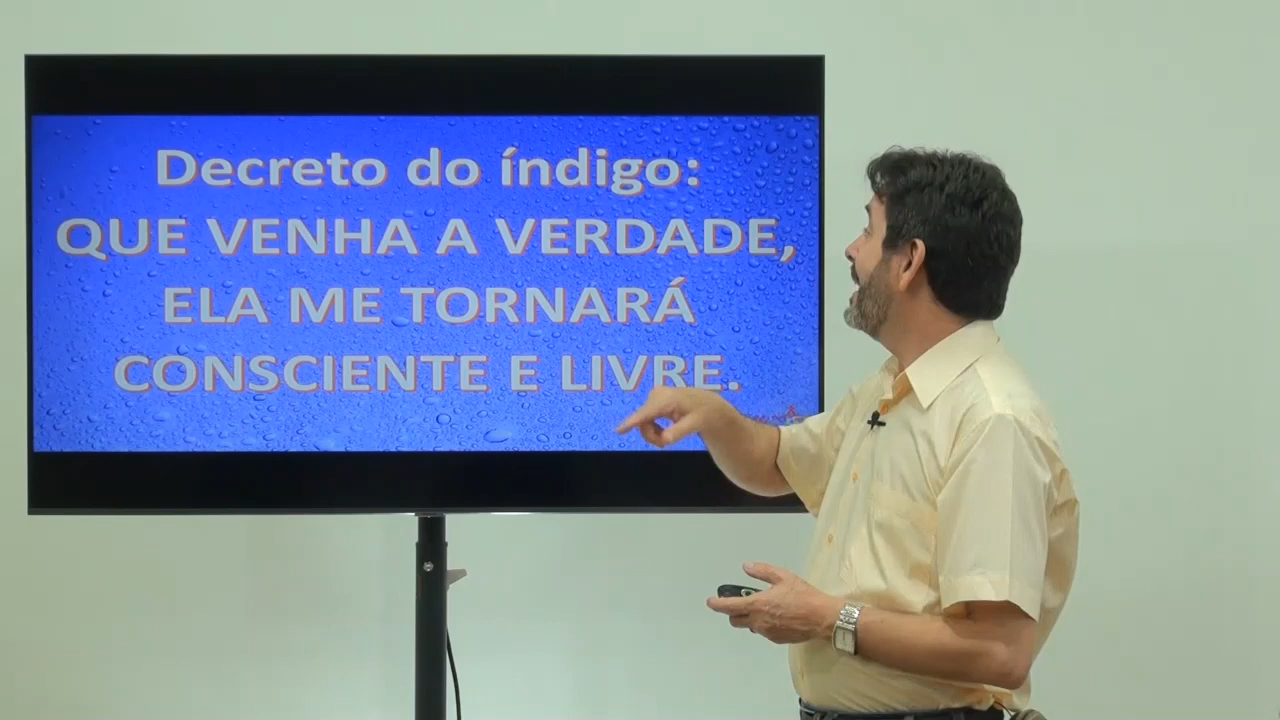 Decreto do índigo:
QUE VENHA A VERDADE,
ELA ME TORNARÁ
CONSCIENTE E LIVRE.